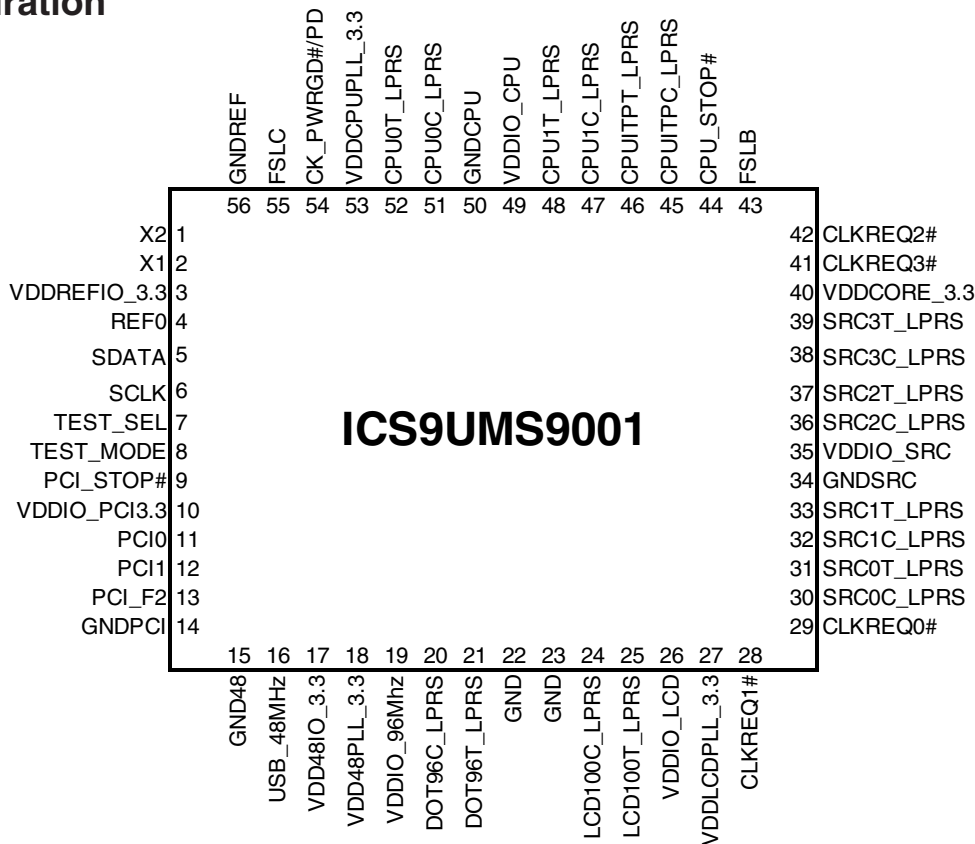 uration
GNDREF
FSLC
CK_PWRGD#/PD
VDDCPUPLL_3.3
CPU0T_LPRS
CPU0C_LPRS
GNDCPU
VDDIO_CPU
CPU1T_LPRS
CPU1C_LPRS
CPUITPT_LPRS
CPUITPC_LPRS
CPU_STOP#
FSLB
56 55 54 53 52 51 50 49 48 47 46 45 44 43
X2 1
X1 2
VDDREFIO_3.3 3
REF0 4
SDATA 5
SCLK 6
TEST_SEL 7
TEST_MODE 8
PCI_STOP# 9
VDDIO_PCI3.3 10
PCI0 11
PCI1 12
PCI_F2 13
GNDPCI 14
ICS9UMS9001
42 CLKREQ2#
41 CLKREQ3#
40 VDDCORE_3.3
39 SRC3T_LPRS
38 SRC3C_LPRS
37 SRC2T_LPRS
36 SRC2C_LPRS
35 VDDIO_SRC
34 GNDSRC
33 SRC1T_LPRS
32 SRC1C_LPRS
31 SRC0T_LPRS
30 SRC0C_LPRS
29 CLKREQ0#
15 16 17 18 19 20 21 22 23 24 25 26 27 28
GND48
USB_48MHz
VDD48IO_3.3
VDD48PLL_3.3
VDDIO_96Mhz
DOT96C_LPRS
DOT96T_LPRS
GND
GND
LCD100C_LPRS
LCD100T_LPRS
VDDIO_LCD
VDDLCDPLL_3.3
CLKREQ1#